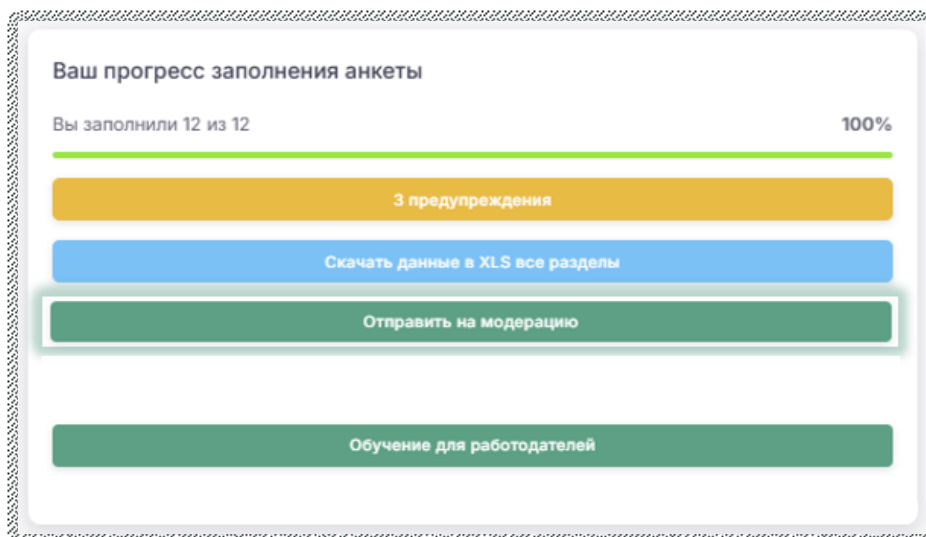 Ваш прогресс заполнения анкеты
Вы заполнили 12 из 12
100%
3 предупреждения
Скачать данные в XLS все разделы
Отправить на модерацию
Обучение для работодателей